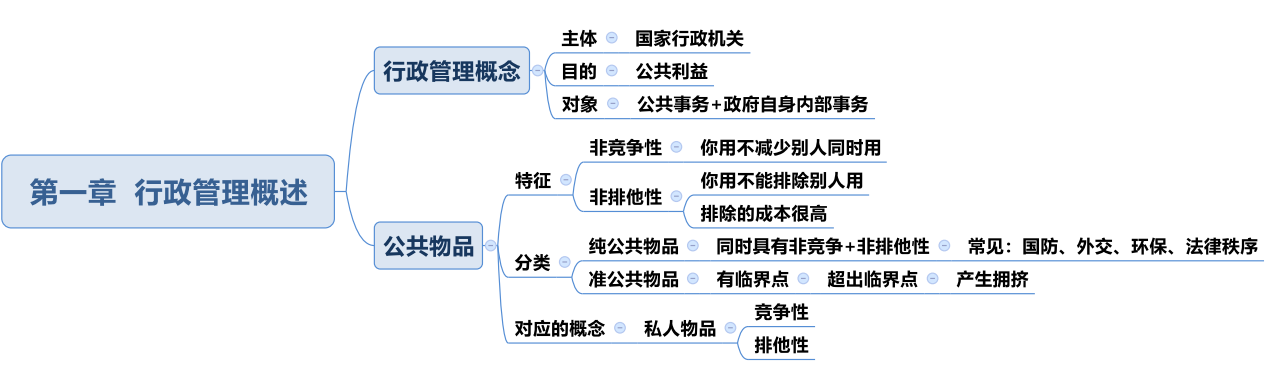 第一章 行政管理概述
行政管理概念
主体 国家行政机关
目的 公共利益
对象 公共事务+政府自身内部事务
公共物品
特征
非竞争性 你用不减少别人同时用
非排他性
你用不能排除别人用
排除的成本很高
分类
纯公共物品 同时具有非竞争+非排他性 常见：国防、外交、环保、法律秩序
准公共物品 有临界点 超出临界点 产生拥挤
对应的概念 私人物品
竞争性
排他性